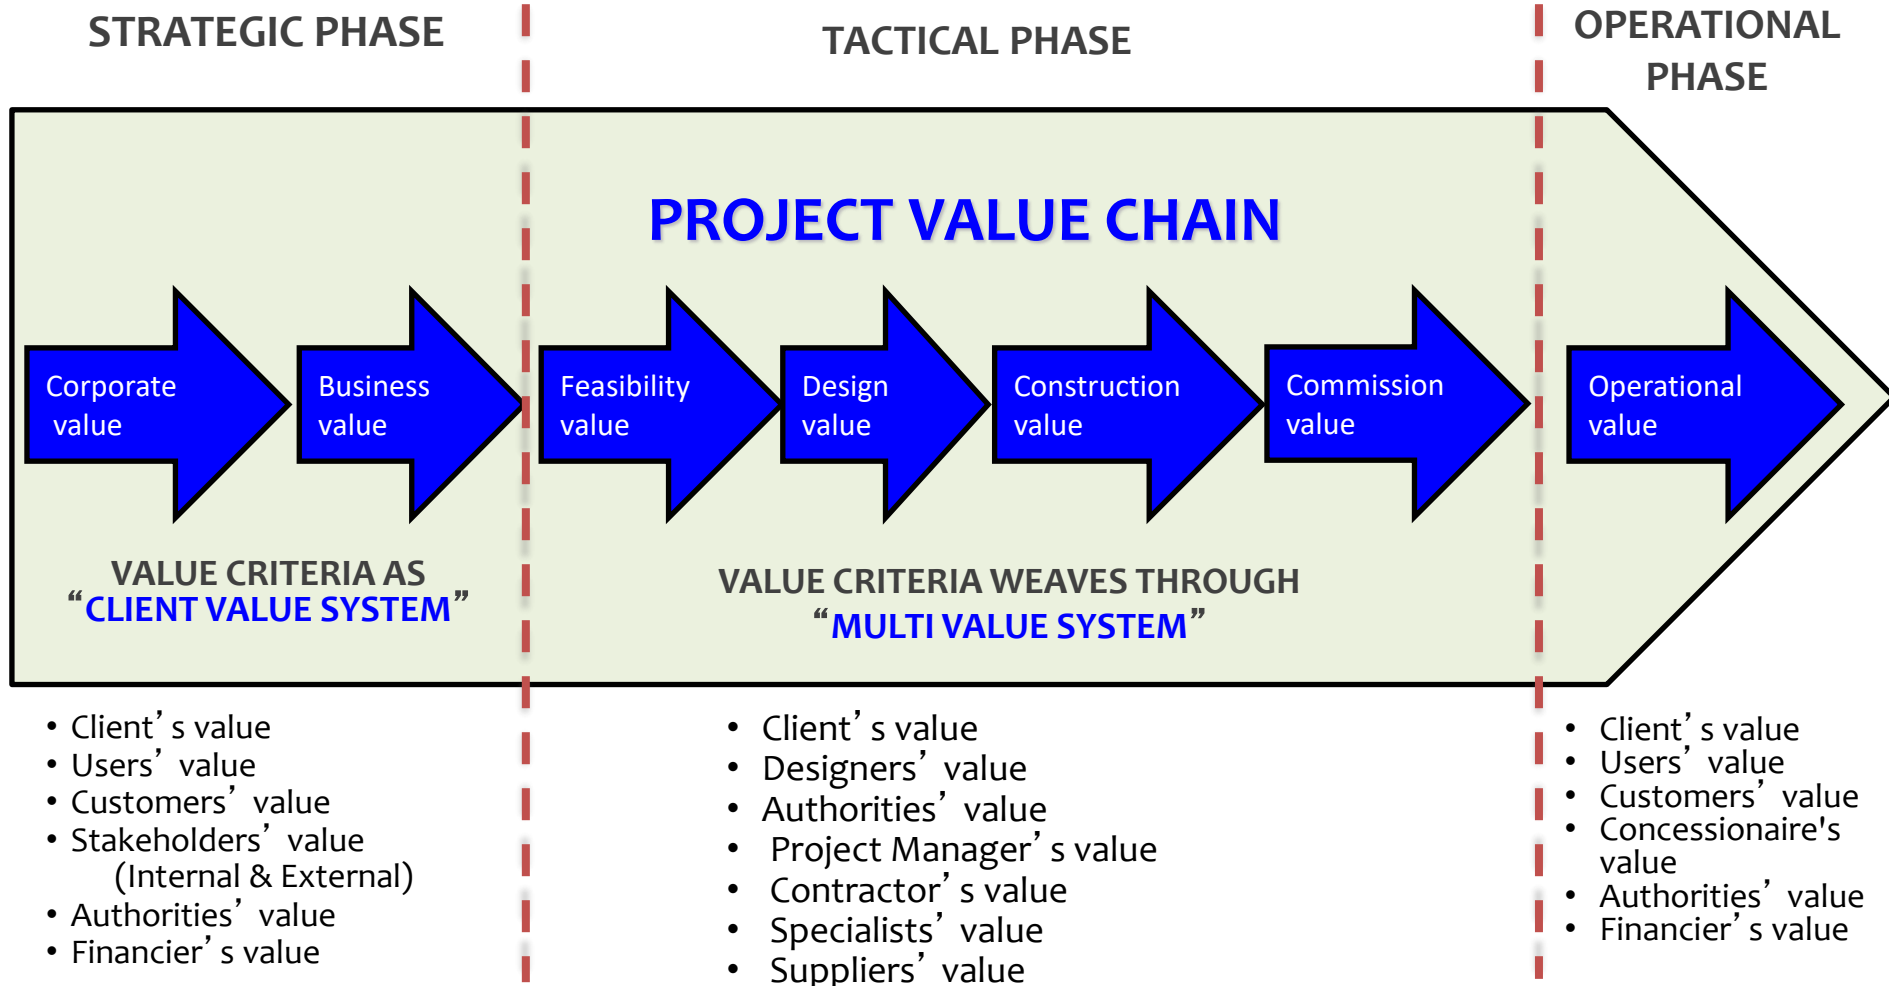 STRATEGIC PHASE
TACTICAL PHASE
OPERATIONAL
PHASE
PROJECT VALUE CHAIN
Corporate
value
Business
value
Feasibility
value
Design
value
Construction
value
Commission
value
Operational
value
VALUE CRITERIA AS
“CLIENT VALUE SYSTEM”
VALUE CRITERIA WEAVES THROUGH
“MULTI VALUE SYSTEM”
• Client’ s value
• Users’ value
• Customers’ value
• Stakeholders’ value
(Internal & External)
• Authorities’ value
• Financier’ s value
• Client’ s value
• Designers’ value
• Authorities’ value
• Project Manager’ s value
• Contractor’ s value
• Specialists’ value
• Suppliers’ value
• Client’ s value
• Users’ value
• Customers’ value
• Concessionaire's
value
• Authorities’ value
• Financier’ s value